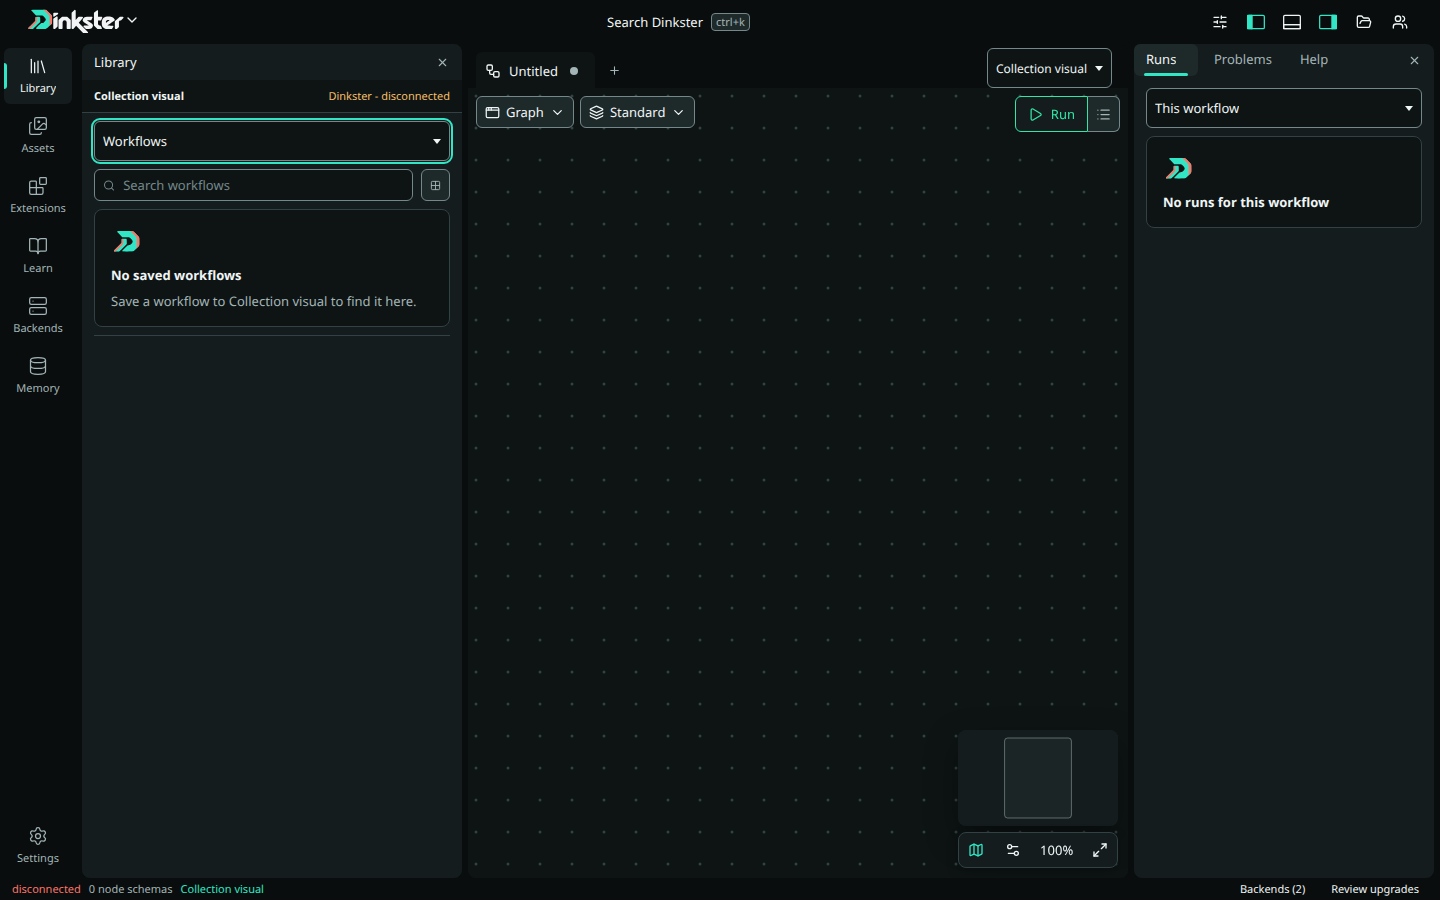 Dinkster
Search Dinkster ctrl+k
Library
Assets
Extensions
Learn
Backends
Memory
Settings
Library
Collection visual
Dinkster - disconnected
Workflows
Search workflows
No saved workflows
Save a workflow to Collection visual to find it here.
Untitled
Collection visual
Graph
Standard
Run
100%
Runs
Problems
Help
This workflow
No runs for this workflow
disconnected
0 node schemas
Collection visual
Backends (2)
Review upgrades